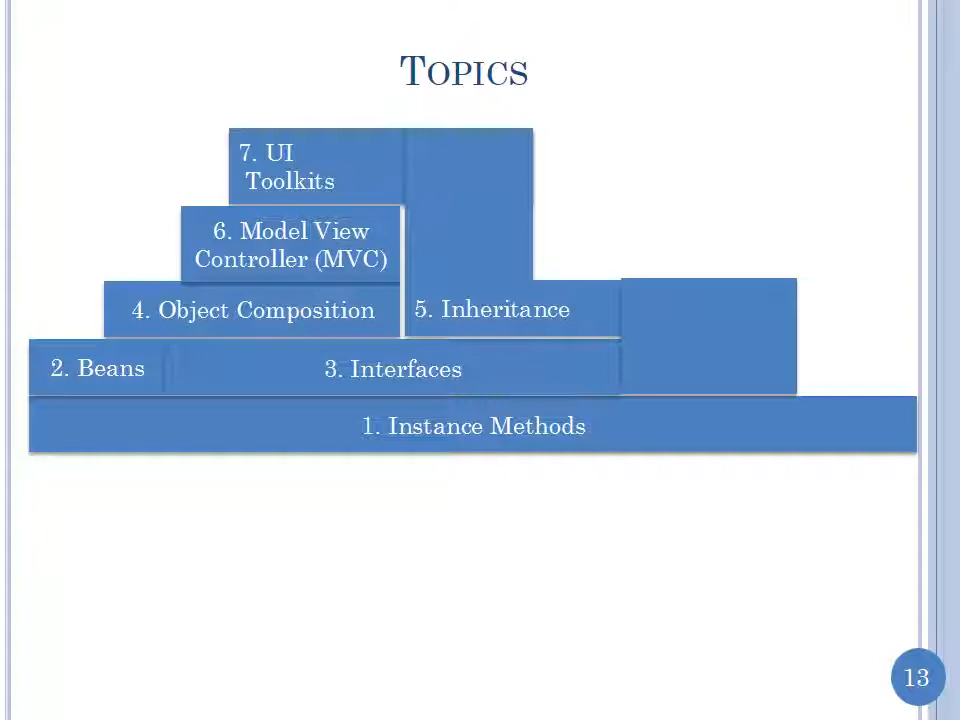 TOPICS
7. UI
Toolkits
6. Model View
Controller (MVC)
4. Object Composition
5. Inheritance
2. Beans
3. Interfaces
1. Instance Methods
13